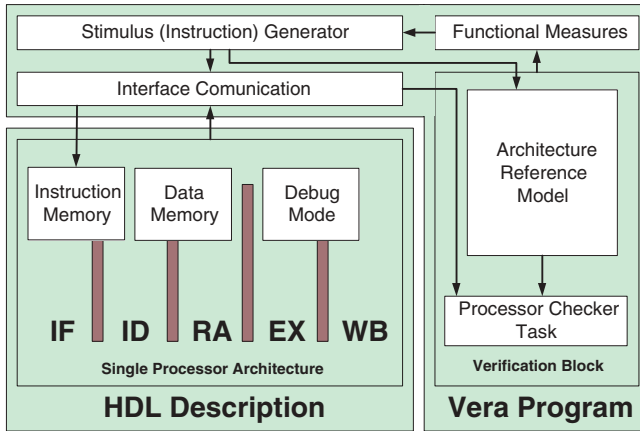 Stimulus (Instruction) Generator
Functional Measures
Interface Comunication
Architecture
Reference
Model
Instruction
Memory
Data
Memory
Debug
Mode
IF ID RA EX WB
Processor Checker
Task
Single Processor Architecture
Verification Block
HDL Description
Vera Program